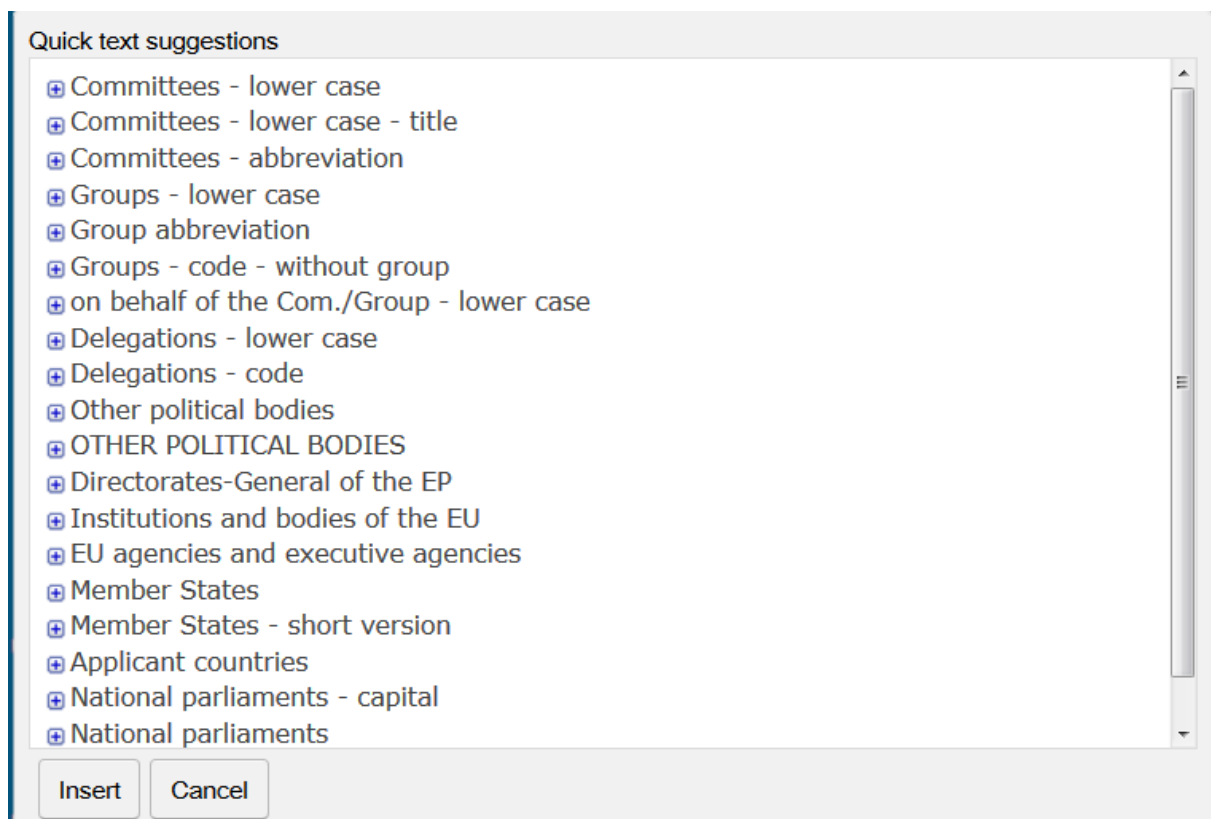 Quick text suggestions
Committees - lower case
Committees - lower case - title
Committees - abbreviation
Groups - lower case
Group abbreviation
Groups - code - without group
on behalf of the Com./Group - lower case
Delegations - lower case
Delegations - code
Other political bodies
OTHER POLITICAL BODIES
Directorates-General of the EP
Institutions and bodies of the EU
EU agencies and executive agencies
Member States
Member States - short version
Applicant countries
National parliaments - capital
National parliaments
Insert Cancel